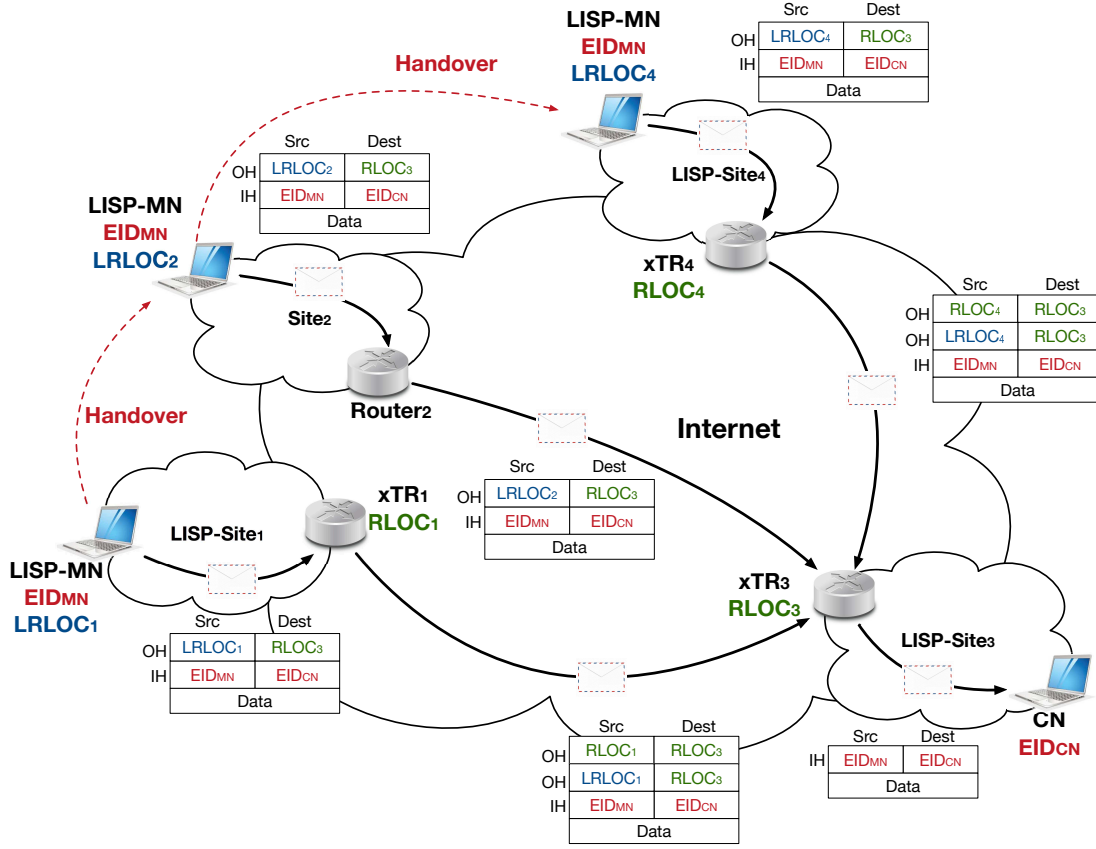 LISP-MN
EIDMN
LRLOC4
Src Dest
OH LRLOC4 RLOC3
IH EIDMN EIDCN
Data
Handover
LISP-Site4
Src Dest
OH LRLOC2 RLOC3
IH EIDMN EIDCN
Data
LISP-MN
EIDMN
LRLOC2
Site2
Router2
xTR4
RLOC4
Src Dest
OH RLOC4 RLOC3
OH LRLOC4 RLOC3
IH EIDMN EIDCN
Data
Handover
Internet
Src Dest
OH LRLOC2 RLOC3
IH EIDMN EIDCN
Data
xTR1
RLOC1
LISP-Site1
LISP-MN
EIDMN
LRLOC1
Src Dest
OH LRLOC1 RLOC3
IH EIDMN EIDCN
Data
xTR3
RLOC3
LISP-Site3
CN
EIDCN
Src Dest
OH RLOC1 RLOC3
OH LRLOC1 RLOC3
IH EIDMN EIDCN
Data
Src Dest
IH EIDMN EIDCN
Data